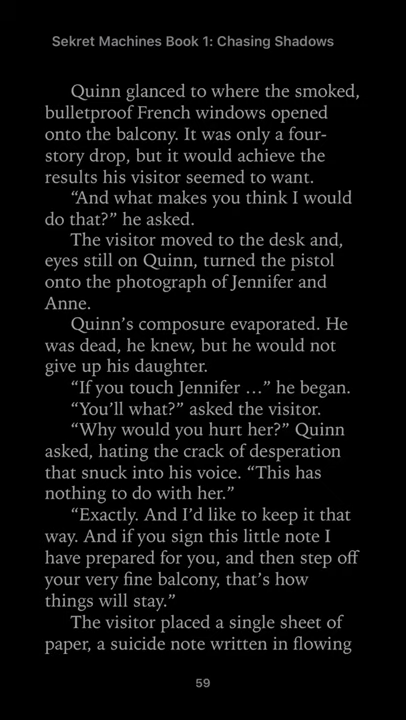 Sekret Machines Book 1: Chasing Shadows
Quinn glanced to where the smoked,
bulletproof French windows opened
onto the balcony. It was only a four-
story drop, but it would achieve the
results his visitor seemed to want.
“And what makes you think I would
do that?” he asked.
The visitor moved to the desk and,
eyes still on Quinn, turned the pistol
onto the photograph of Jennifer and
Anne.
Quinn’s composure evaporated. He
was dead, he knew, but he would not
give up his daughter.
“If you touch Jennifer …” he began.
“You’ll what?” asked the visitor.
“Why would you hurt her?” Quinn
asked, hating the crack of desperation
that snuck into his voice. “This has
nothing to do with her.”
“Exactly. And I’d like to keep it that
way. And if you sign this little note I
have prepared for you, and then step off
your very fine balcony, that’s how
things will stay.”
The visitor placed a single sheet of
paper, a suicide note written in flowing
59